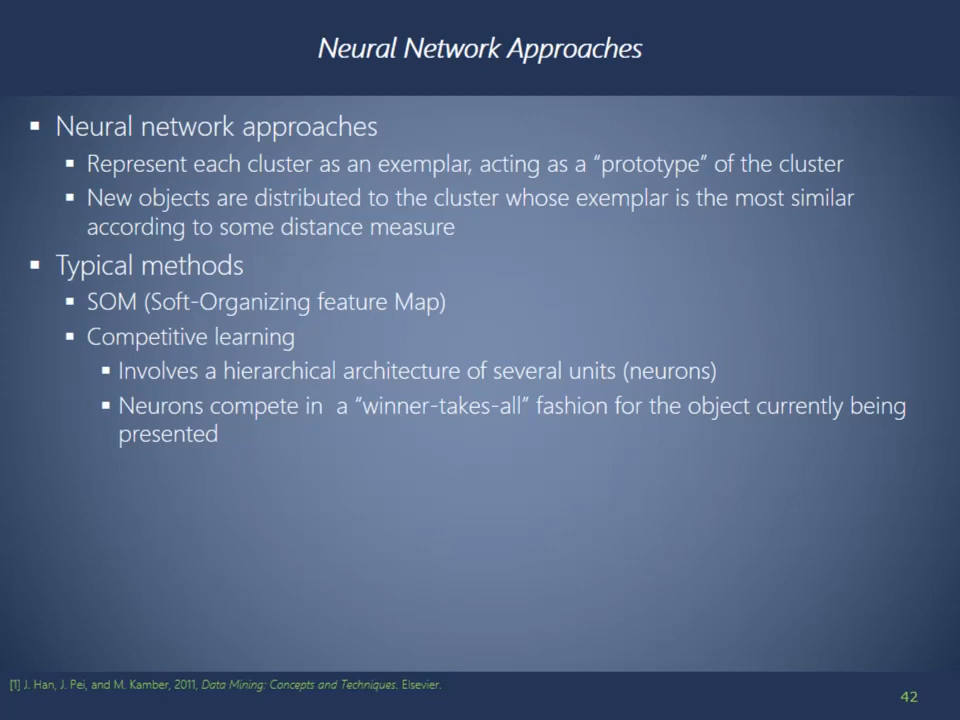 Neural Network Approaches
Neural network approaches
Represent each cluster as an exemplar, acting as a “prototype” of the cluster
New objects are distributed to the cluster whose exemplar is the most similar
according to some distance measure
Typical methods
SOM (Soft-Organizing feature Map)
Competitive learning
Involves a hierarchical architecture of several units (neurons)
Neurons compete in a “winner-takes-all” fashion for the object currently being
presented
[1] J. Han, J. Pei, and M. Kamber, 2011, Data Mining: Concepts and Techniques. Elsevier.
42